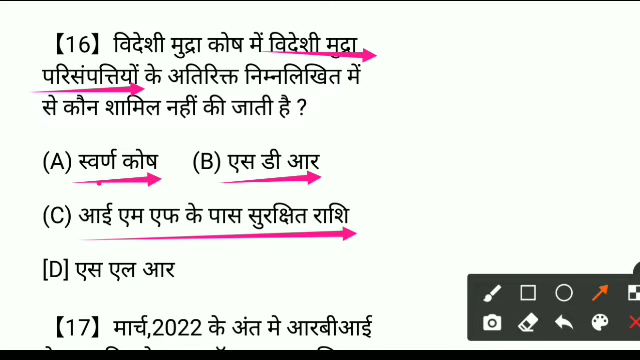 【16】 विदेशी मुद्रा कोष में विदेशी मुद्रा
परिसंपत्तियों के अतिरिक्त निम्नलिखित में
से कौन शामिल नहीं की जाती है ?
(A) स्वर्ण कोष (B) एस डी आर
(C) आई एम एफ के पास सुरक्षित राशि
[D] एस एल आर
【17】 मार्च,2022 के अंत मे आरबीआई